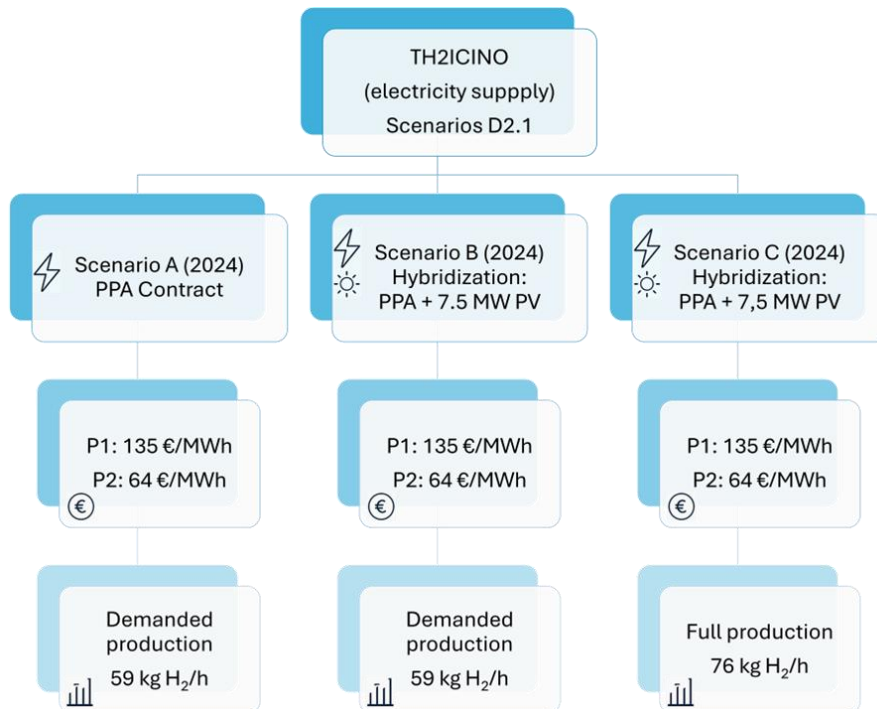 TH2ICINO
(electricity suppply)
Scenarios D2.1
Scenario A (2024)
PPA Contract
Scenario B (2024)
Hybridization:
PPA + 7.5 MW PV
Scenario C (2024)
Hybridization:
PPA + 7,5 MW PV
P1: 135 €/MWh
P2: 64 €/MWh
€
P1: 135 €/MWh
P2: 64 €/MWh
€
P1: 135 €/MWh
P2: 64 €/MWh
€
Demanded
production
59 kg H₂/h
Demanded
production
59 kg H₂/h
Full production
76 kg H₂/h